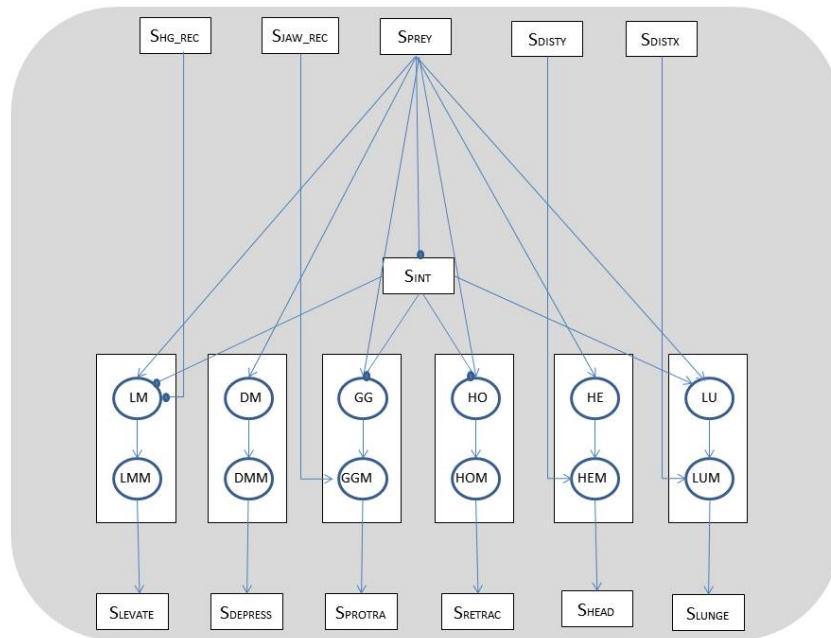 SHG_REC SJAW_REC SPREY SDISTY SDISTX
SINT
LM DM GG HO HE LU
LMM DMM GGM HOM HEM LUM
SLEVATE SDEPRESS SPROTRA SRETRAC SHEAD SLUNGE